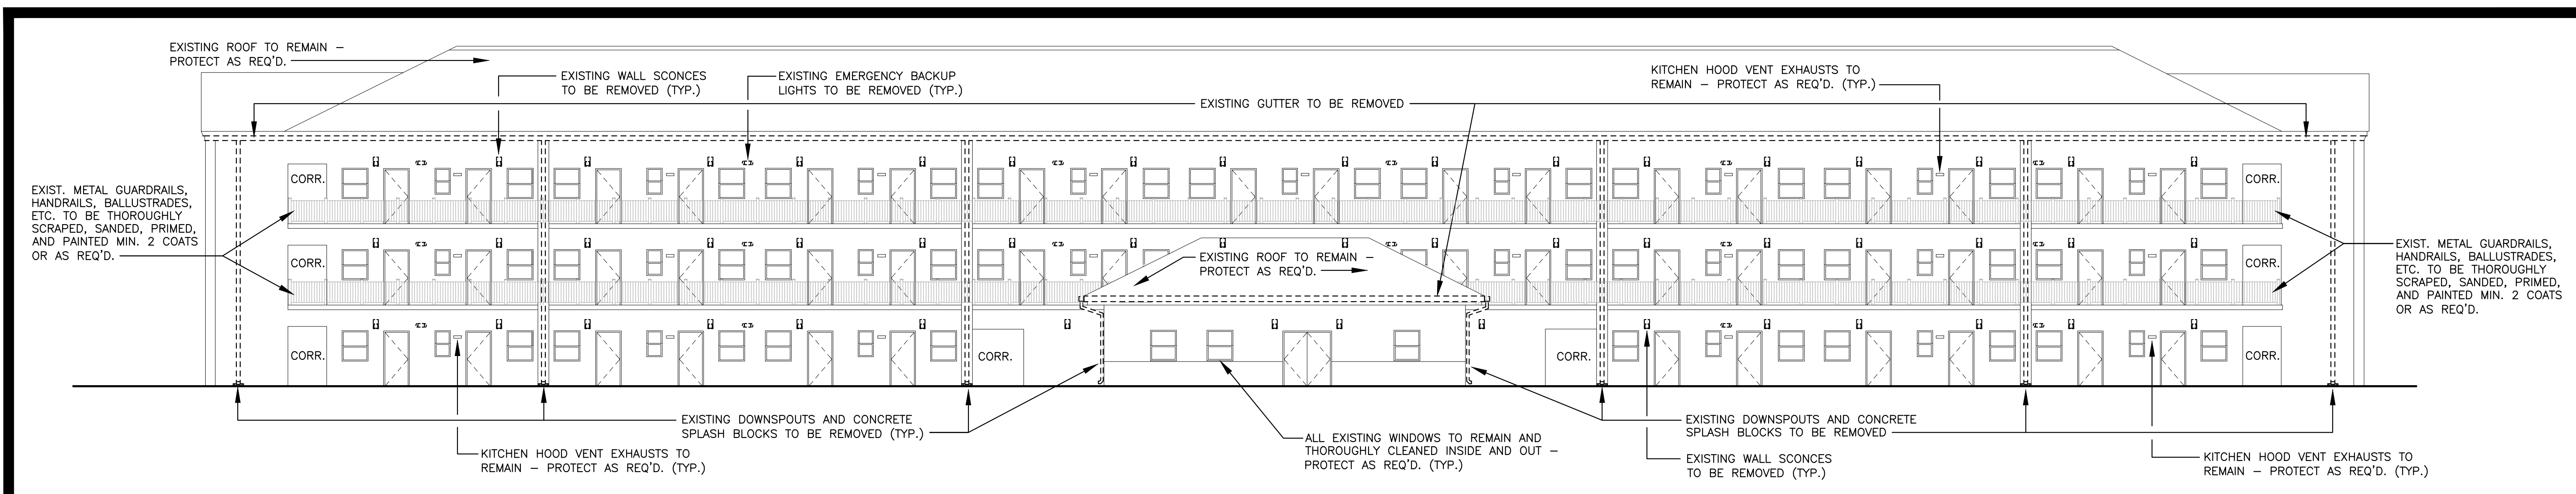 EXISTING ROOF TO REMAIN –
PROTECT AS REQ'D.
EXISTING WALL SCONCES
TO BE REMOVED (TYP.)
EXISTING EMERGENCY BACKUP
LIGHTS TO BE REMOVED (TYP.)
EXISTING GUTTER TO BE REMOVED
KITCHEN HOOD VENT EXHAUSTS TO
REMAIN – PROTECT AS REQ'D. (TYP.)
EXIST. METAL GUARDRAILS,
HANDRAILS, BALLUSTRADES,
ETC. TO BE THOROUGHLY
SCRAPED, SANDED, PRIMED,
AND PAINTED MIN. 2 COATS
OR AS REQ'D.
CORR.
CORR.
CORR.
CORR.
EXISTING ROOF TO REMAIN –
PROTECT AS REQ'D.
CORR.
CORR.
CORR.
CORR.
EXIST. METAL GUARDRAILS,
HANDRAILS, BALLUSTRADES,
ETC. TO BE THOROUGHLY
SCRAPED, SANDED, PRIMED,
AND PAINTED MIN. 2 COATS
OR AS REQ'D.
EXISTING DOWNSPOUTS AND CONCRETE
SPLASH BLOCKS TO BE REMOVED (TYP.)
KITCHEN HOOD VENT EXHAUSTS TO
REMAIN – PROTECT AS REQ'D. (TYP.)
ALL EXISTING WINDOWS TO REMAIN AND
THOROUGHLY CLEANED INSIDE AND OUT –
PROTECT AS REQ'D. (TYP.)
EXISTING DOWNSPOUTS AND CONCRETE
SPLASH BLOCKS TO BE REMOVED
EXISTING WALL SCONCES
TO BE REMOVED (TYP.)
KITCHEN HOOD VENT EXHAUSTS TO
REMAIN – PROTECT AS REQ'D. (TYP.)